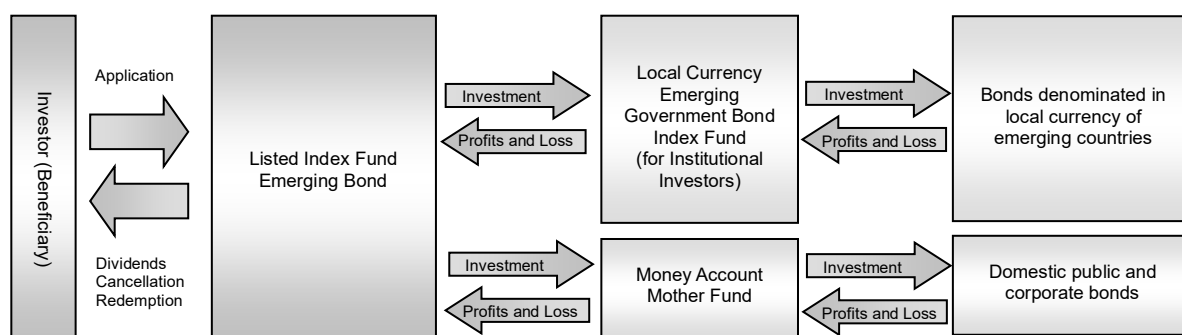 Investor (Beneficiary)
Application
Dividends
Cancellation
Redemption
Listed Index Fund
Emerging Bond
Investment
Profits and Loss
Local Currency
Emerging
Government Bond
Index Fund
(for Institutional
Investors)
Investment
Profits and Loss
Bonds denominated in
local currency of
emerging countries
Investment
Profits and Loss
Money Account
Mother Fund
Investment
Profits and Loss
Domestic public and
corporate bonds